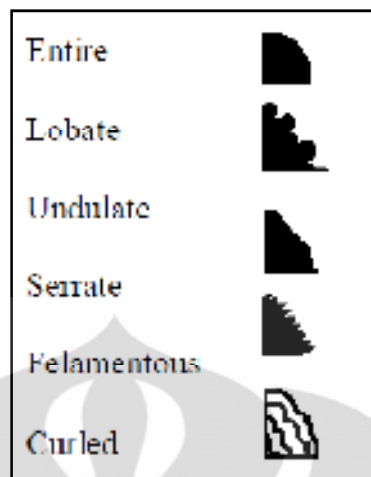 Entire
Lobate
Undulate
Serrate
Felamentous
Curled